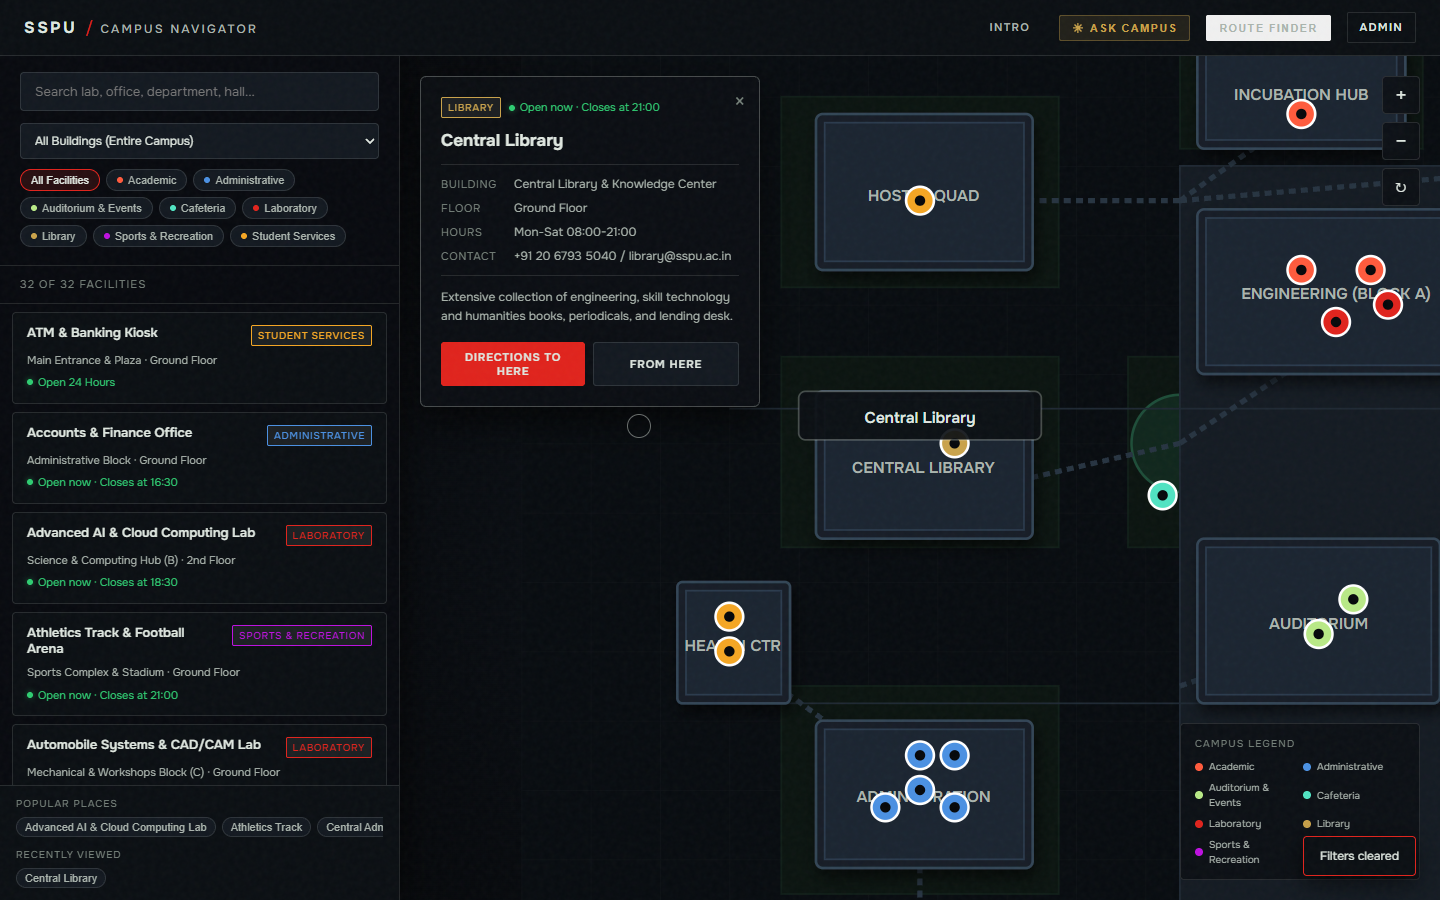 SSPU / CAMPUS NAVIGATOR
INTRO
ASK CAMPUS
ROUTE FINDER
ADMIN
Search lab, office, department, hall...
All Buildings (Entire Campus)
All Facilities
Academic
Administrative
Auditorium & Events
Cafeteria
Laboratory
Library
Sports & Recreation
Student Services
32 OF 32 FACILITIES
ATM & Banking Kiosk
STUDENT SERVICES
Main Entrance & Plaza · Ground Floor
Open 24 Hours
Accounts & Finance Office
ADMINISTRATIVE
Administrative Block · Ground Floor
Open now · Closes at 16:30
Advanced AI & Cloud Computing Lab
LABORATORY
Science & Computing Hub (B) · 2nd Floor
Open now · Closes at 18:30
Athletics Track & Football
Arena
SPORTS & RECREATION
Sports Complex & Stadium · Ground Floor
Open now · Closes at 21:00
Automobile Systems & CAD/CAM Lab
LABORATORY
Mechanical & Workshops Block (C) · Ground Floor
POPULAR PLACES
Advanced AI & Cloud Computing Lab
Athletics Track
Central Adn
RECENTLY VIEWED
Central Library
LIBRARY
Open now · Closes at 21:00
×
Central Library
BUILDING
Central Library & Knowledge Center
FLOOR
Ground Floor
HOURS
Mon-Sat 08:00-21:00
CONTACT
+91 20 6793 5040 / library@sspu.ac.in
Extensive collection of engineering, skill technology
and humanities books, periodicals, and lending desk.
DIRECTIONS TO
HERE
FROM HERE
INCUBATION HUB
+
−
↻
QUAD
ENGINEERING (BLOCK A)
Central Library
CENTRAL LIBRARY
CTR
AUDITORIUM
ADMINISTRATION
CAMPUS LEGEND
Academic
Administrative
Auditorium &
Events
Cafeteria
Laboratory
Library
Sports &
Recreation
Filters cleared